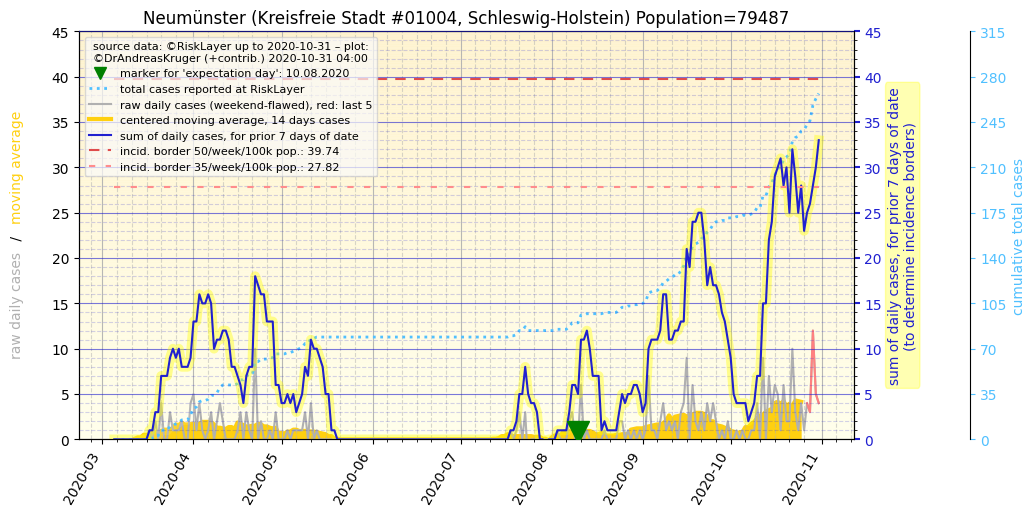 Neumünster (Kreisfreie Stadt #01004, Schleswig-Holstein) Population=79487
source data: ©RiskLayer up to 2020-10-31 – plot:
©DrAndreasKruger (+contrib.) 2020-10-31 04:00
marker for 'expectation day': 10.08.2020
total cases reported at RiskLayer
raw daily cases (weekend-flawed), red: last 5
centered moving average, 14 days cases
sum of daily cases, for prior 7 days of date
incid. border 50/week/100k pop.: 39.74
incid. border 35/week/100k pop.: 27.82
raw daily cases / moving average
45
40
35
30
25
20
15
10
5
0
2020-03
2020-04
2020-05
2020-06
2020-07
2020-08
2020-09
2020-10
2020-11
45
40
35
30
25
20
15
10
5
0
sum of daily cases, for prior 7 days of date
(to determine incidence borders)
315
280
245
210
175
140
105
70
35
0
cumulative total cases